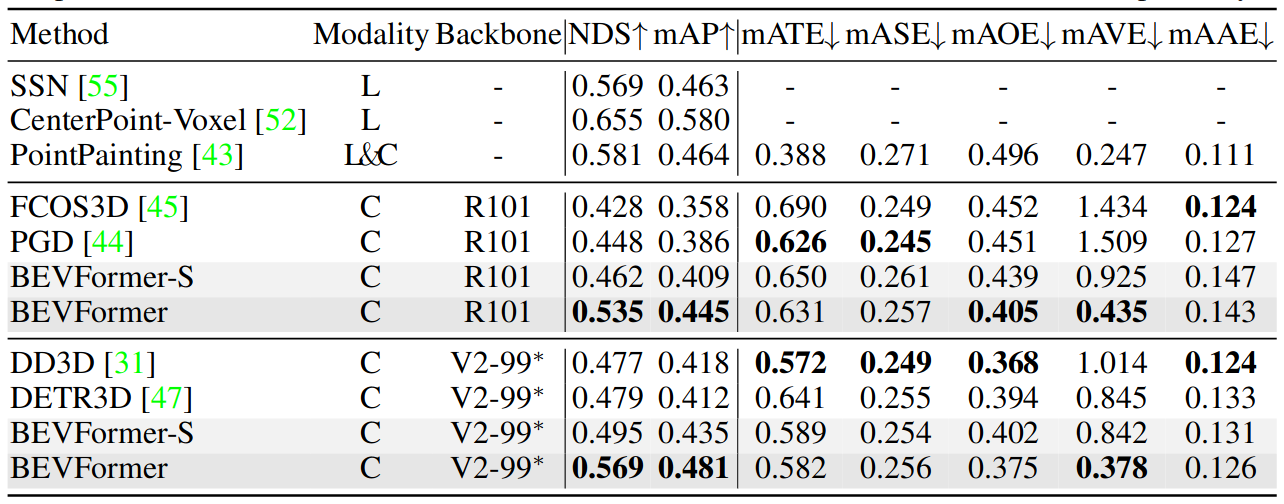 Method Modality Backbone NDS↑ mAP↑ mATE↓ mASE↓ mAOE↓ mAVE↓ mAAE↓
SSN [55] L - 0.569 0.463 - - - - -
CenterPoint-Voxel [52] L - 0.655 0.580 - - - - -
PointPainting [43] L&C - 0.581 0.464 0.388 0.271 0.496 0.247 0.111
FCOS3D [45] C R101 0.428 0.358 0.690 0.249 0.452 1.434 0.124
PGD [44] C R101 0.448 0.386 0.626 0.245 0.451 1.509 0.127
BEVFormer-S C R101 0.462 0.409 0.650 0.261 0.439 0.925 0.147
BEVFormer C R101 0.535 0.445 0.631 0.257 0.405 0.435 0.143
DD3D [31] C V2-99* 0.477 0.418 0.572 0.249 0.368 1.014 0.124
DETR3D [47] C V2-99* 0.479 0.412 0.641 0.255 0.394 0.845 0.133
BEVFormer-S C V2-99* 0.495 0.435 0.589 0.254 0.402 0.842 0.131
BEVFormer C V2-99* 0.569 0.481 0.582 0.256 0.375 0.378 0.126